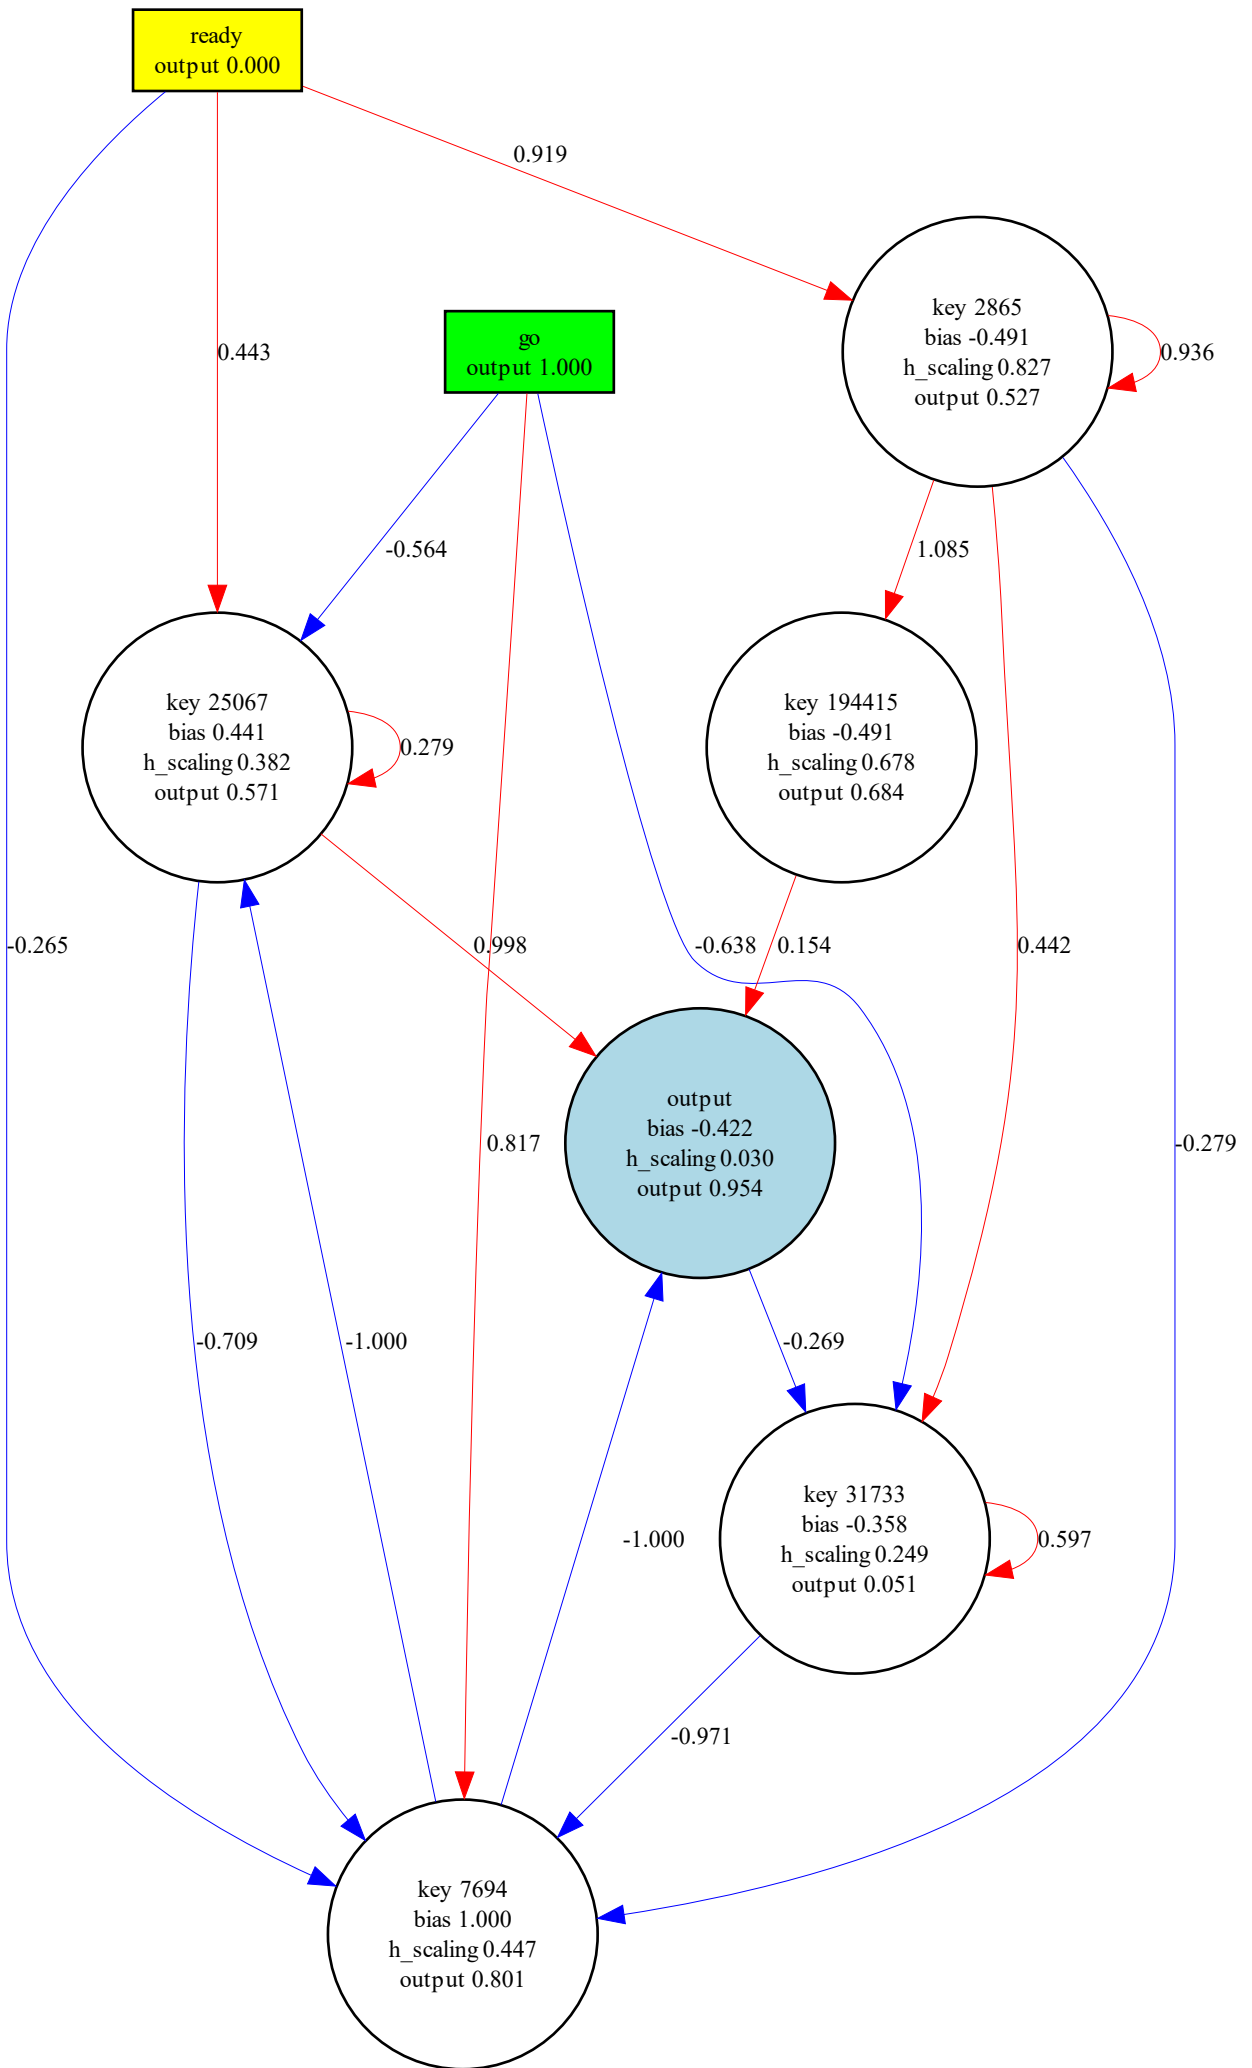 ready
output 0.000
0.919
key 2865
bias -0.491
h_scaling 0.827
output 0.527
0.936
go
output 1.000
0.443
-0.564
1.085
key 25067
bias 0.441
h_scaling 0.382
output 0.571
0.279
key 194415
bias -0.491
h_scaling 0.678
output 0.684
-0.265
0.998
-0.638
0.154
0.442
output
bias -0.422
h_scaling 0.030
output 0.954
0.817
-0.279
-0.709
-1.000
-0.269
key 31733
bias -0.358
h_scaling 0.249
output 0.051
-1.000
0.597
-0.971
key 7694
bias 1.000
h_scaling 0.447
output 0.801